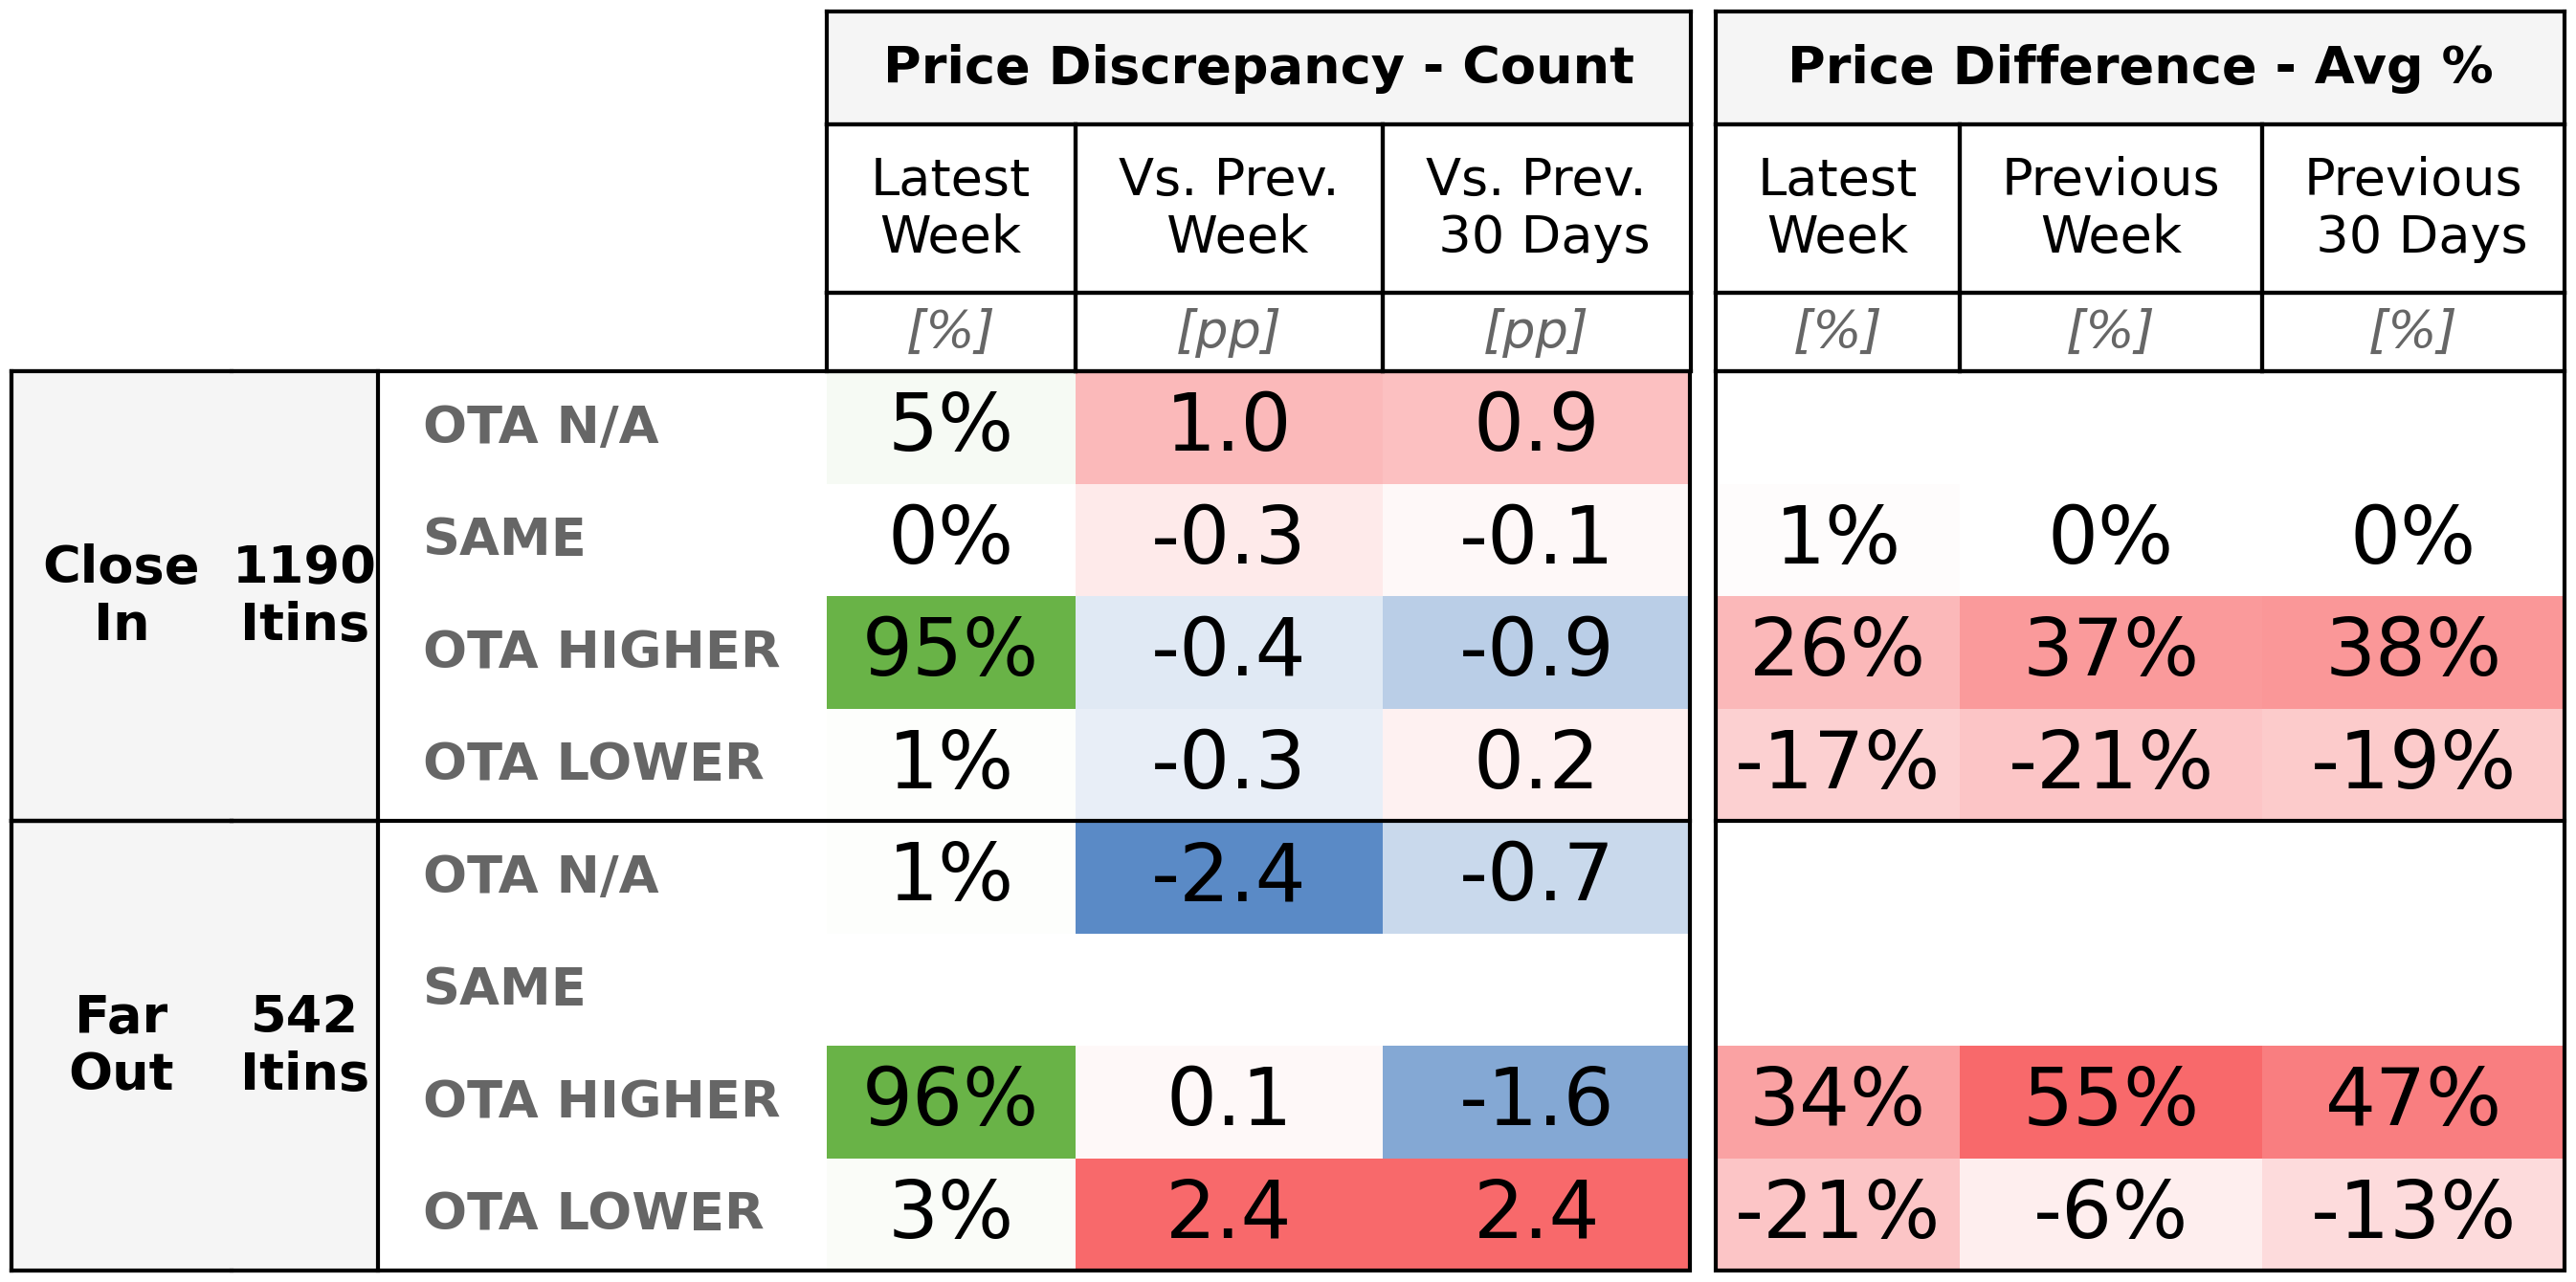 Price Discrepancy - Count Price Difference - Avg %
Latest Week Vs. Prev. Week Vs. Prev. 30 Days Latest Week Previous Week Previous 30 Days
[%] [pp] [pp] [%] [%] [%]
Close In 1190 Itins
OTA N/A 5% 1.0 0.9
SAME 0% -0.3 -0.1 1% 0% 0%
OTA HIGHER 95% -0.4 -0.9 26% 37% 38%
OTA LOWER 1% -0.3 0.2 -17% -21% -19%
Far Out 542 Itins
OTA N/A 1% -2.4 -0.7
SAME
OTA HIGHER 96% 0.1 -1.6 34% 55% 47%
OTA LOWER 3% 2.4 2.4 -21% -6% -13%